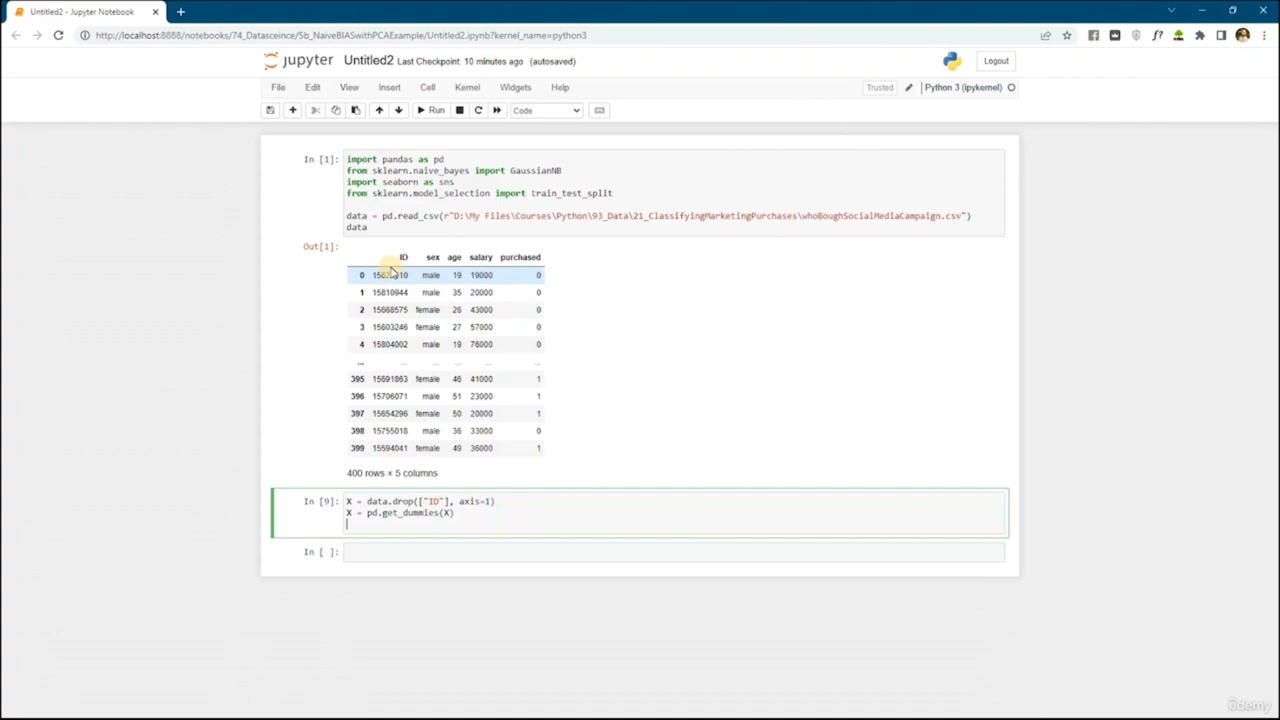 Untitled2 - Jupyter Notebook
http://localhost:8888/notebooks/74_Datasceince/5b_NaiveBIASwithPCAExample/Untitled2.ipynb?kernel_name=python3
jupyter Untitled2 Last Checkpoint: 10 minutes ago (autosaved)
Logout
File Edit View Insert Cell Kernel Widgets Help
Trusted Python 3 (ipykernel)
Run Code
In [1]: import pandas as pd
from sklearn.naive_bayes import GaussianNB
import seaborn as sns
from sklearn.model_selection import train_test_split
data = pd.read_csv(r"D:\My Files\Courses\Python\93_Data\21_ClassifyingMarketingPurchases\whoBoughSocialMediaCampaign.csv")
data
Out[1]:
ID sex age salary purchased
0 male 19 19000 0
1 15810944 male 35 20000 0
2 15668575 female 26 43000 0
3 15603246 female 27 57000 0
4 15804002 male 19 76000 0
... ... ... ... ... ...
395 15691863 female 46 41000 1
396 15706071 male 51 23000 1
397 15654296 female 50 20000 1
398 15755018 male 36 33000 0
399 15594041 female 49 36000 1
400 rows × 5 columns
In [9]: X = data.drop(["ID"], axis=1)
X = pd.get_dummies(X)
In [ ]:
ûdemy